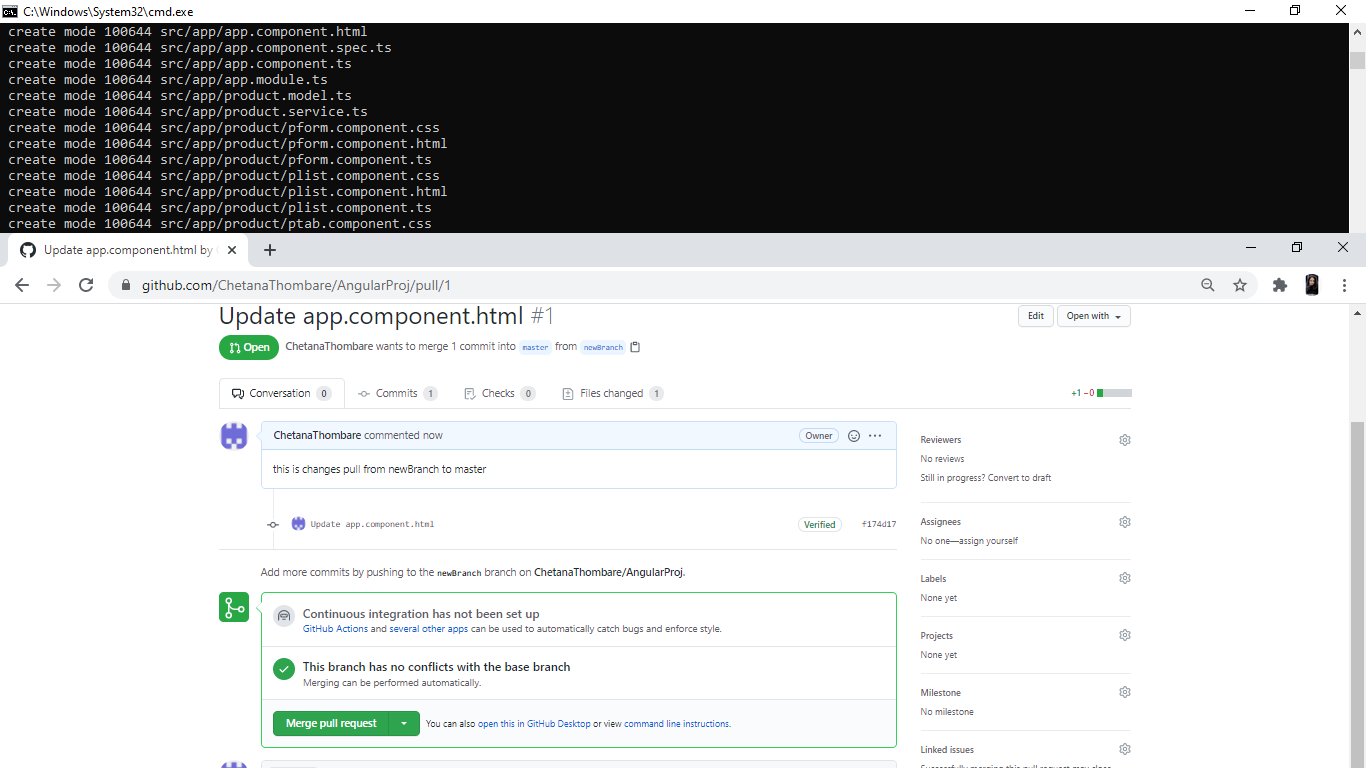 C:\Windows\System32\cmd.exe
create mode 100644 src/app/app.component.html
create mode 100644 src/app/app.component.spec.ts
create mode 100644 src/app/app.component.ts
create mode 100644 src/app/app.module.ts
create mode 100644 src/app/product.model.ts
create mode 100644 src/app/product.service.ts
create mode 100644 src/app/product/pform.component.css
create mode 100644 src/app/product/pform.component.html
create mode 100644 src/app/product/pform.component.ts
create mode 100644 src/app/product/plist.component.css
create mode 100644 src/app/product/plist.component.html
create mode 100644 src/app/product/plist.component.ts
create mode 100644 src/app/product/ptab.component.css
Update app.component.html by
github.com/ChetanaThombare/AngularProj/pull/1
Update app.component.html #1
Edit
Open with
Open
ChetanaThombare wants to merge 1 commit into master from newBranch
Conversation 0
Commits 1
Checks 0
Files changed 1
+1 −0
ChetanaThombare commented now
Owner
this is changes pull from newBranch to master
Update app.component.html
Verified
f174d17
Add more commits by pushing to the newBranch branch on ChetanaThombare/AngularProj.
Continuous integration has not been set up
GitHub Actions and several other apps can be used to automatically catch bugs and enforce style.
This branch has no conflicts with the base branch
Merging can be performed automatically.
Merge pull request
You can also open this in GitHub Desktop or view command line instructions.
Reviewers
No reviews
Still in progress? Convert to draft
Assignees
No one—assign yourself
Labels
None yet
Projects
None yet
Milestone
No milestone
Linked issues
Successfully merging this pull request may close